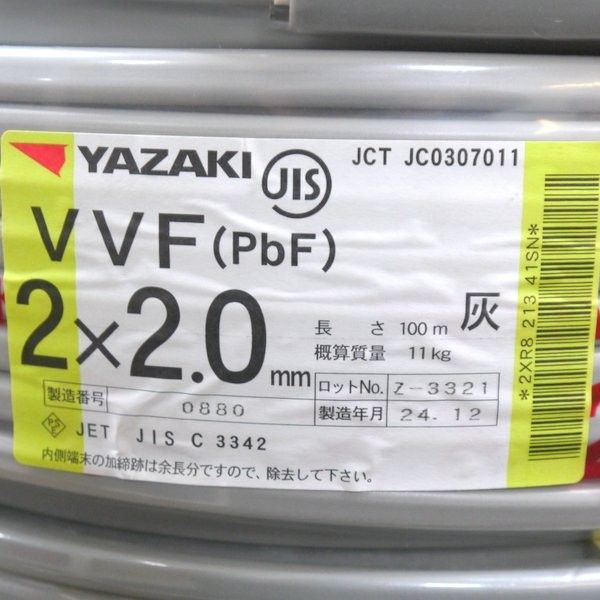 YAZAKI JIS JCT JC0307011
VVF(PbF)
2×2.0mm
長さ 100m 灰
概算質量 11kg
ロットNo. Z-3321
製造番号 0880
製造年月 24.12
PSE JET JIS C 3342
内側端末の加締跡は余長分ですので、除去して下さい。
*2XR8 213 41SN*